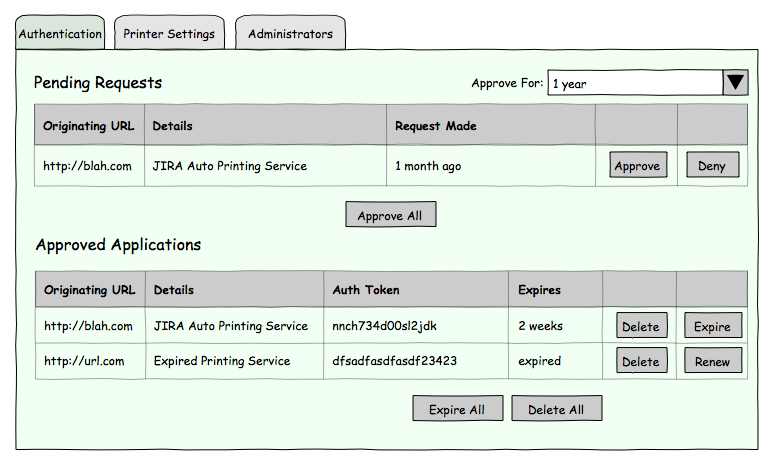 Authentication Printer Settings Administrators
Pending Requests Approve For: 1 year
Originating URL Details Request Made
http://blah.com JIRA Auto Printing Service 1 month ago Approve Deny
Approve All
Approved Applications
Originating URL Details Auth Token Expires
http://blah.com JIRA Auto Printing Service nnch734d00sl2jdk 2 weeks Delete Expire
http://url.com Expired Printing Service dfsadfasdfasdf23423 expired Delete Renew
Expire All Delete All